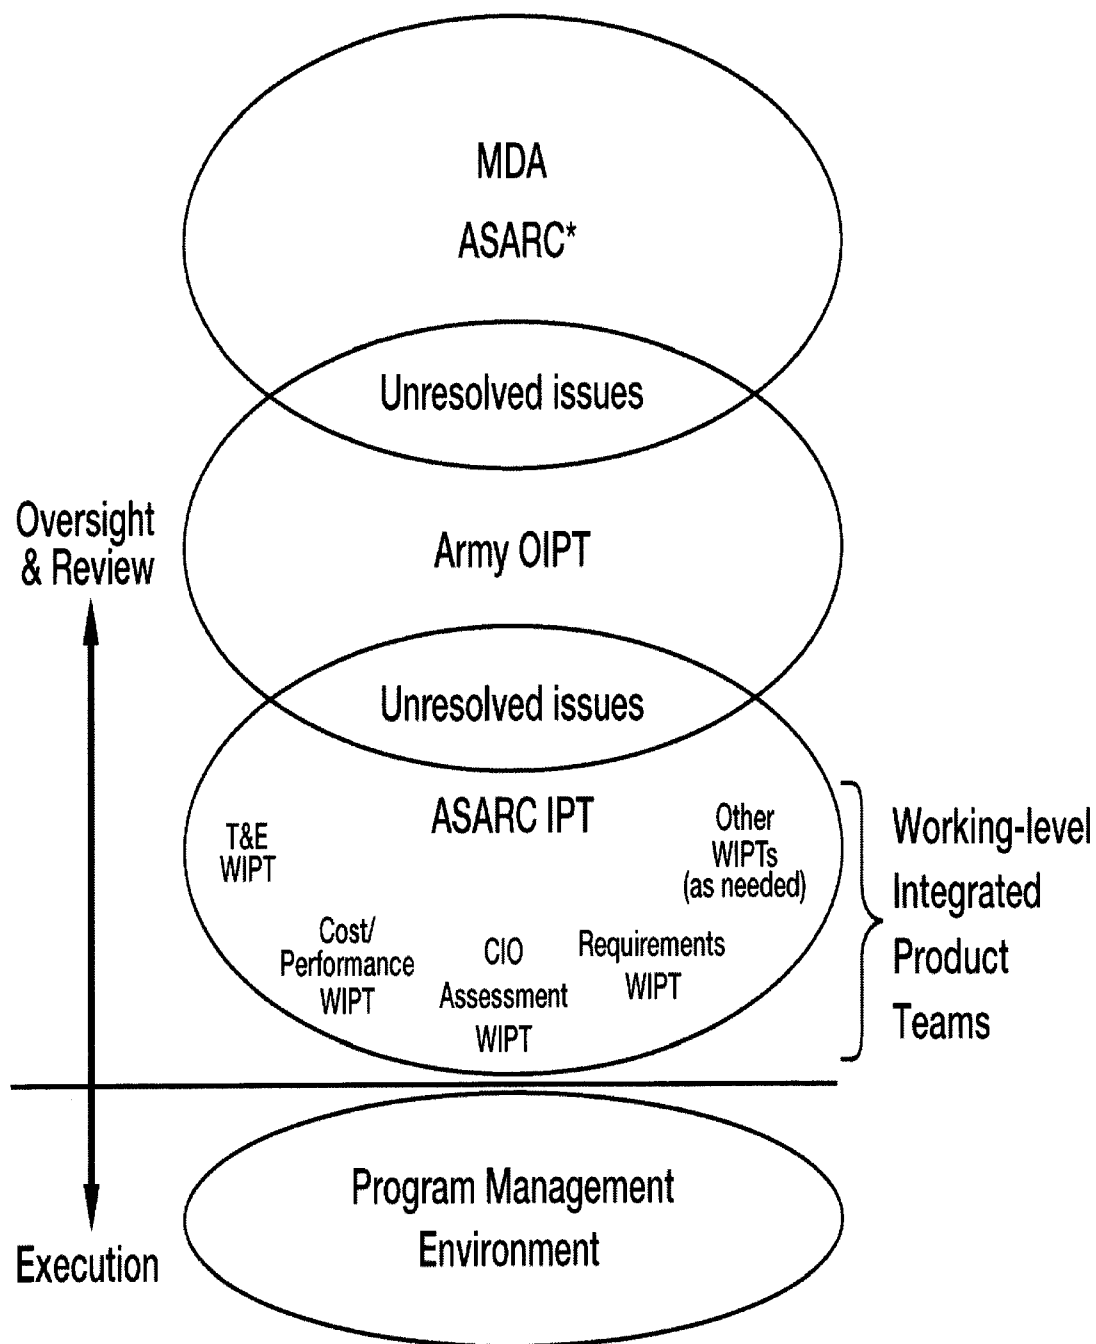 MDA
ASARC*
Unresolved issues
Oversight
& Review
Army OIPT
Unresolved issues
ASARC IPT
T&E
WIPT
Other
WIPTs
(as needed)
Cost/
Performance
WIPT
CIO
Assessment
WIPT
Requirements
WIPT
Working-level
Integrated
Product
Teams
Program Management
Environment
Execution